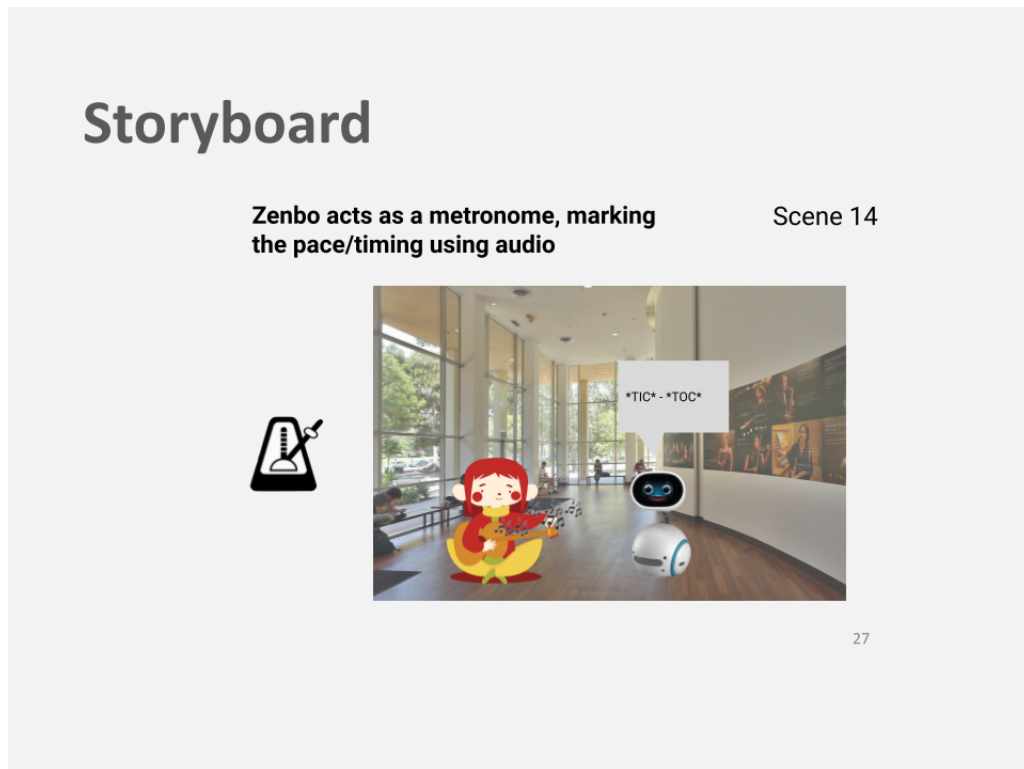 Storyboard
Zenbo acts as a metronome, marking
the pace/timing using audio
Scene 14
*TIC* - *TOC*
27